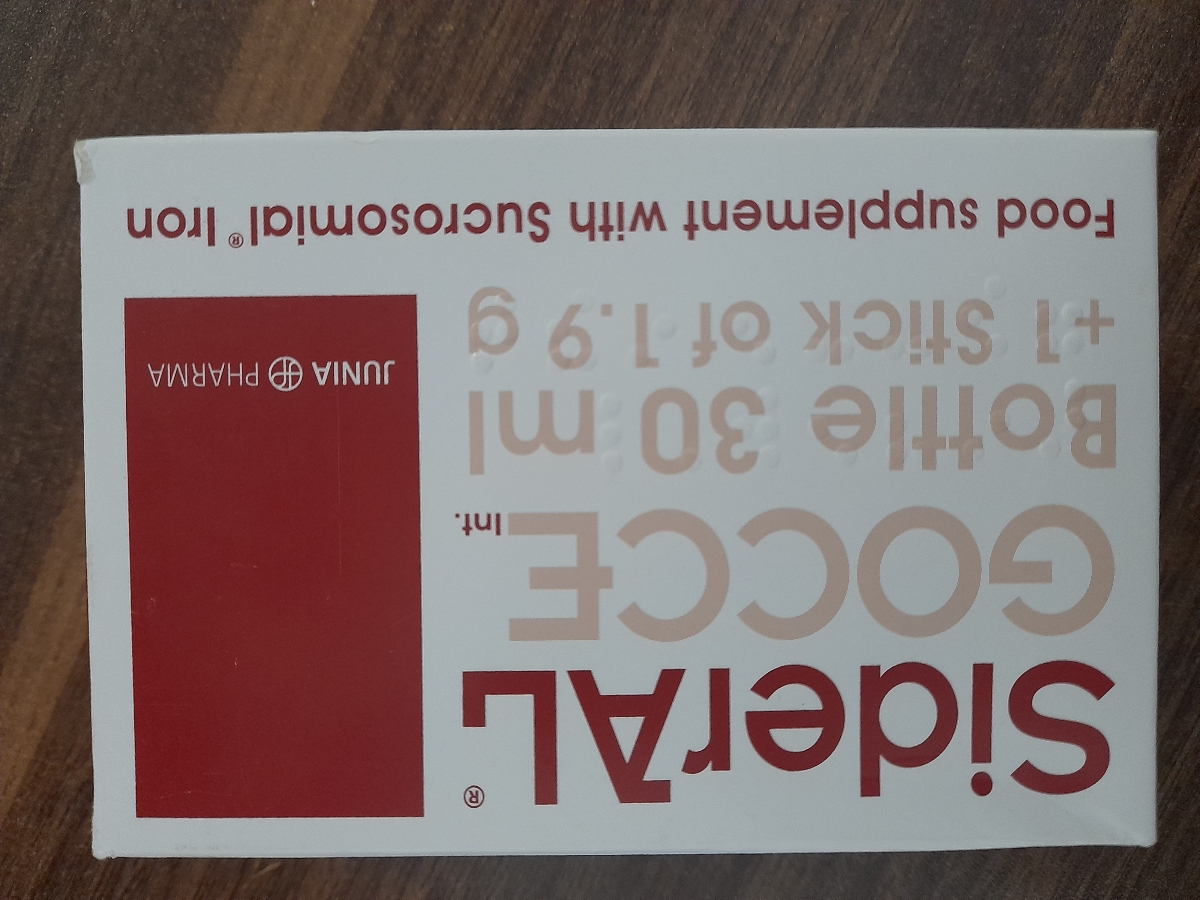 SiderAL®
GOCCE Int.
Bottle 30 ml
+1 Stick of 1.9 g
JUNIA PHARMA
Food supplement with Sucrosomial® Iron